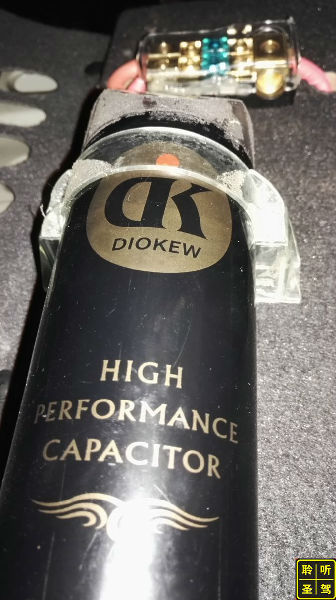 DK
DIOKEW
HIGH
PERFORMANCE
CAPACITOR
聆听
圣驾